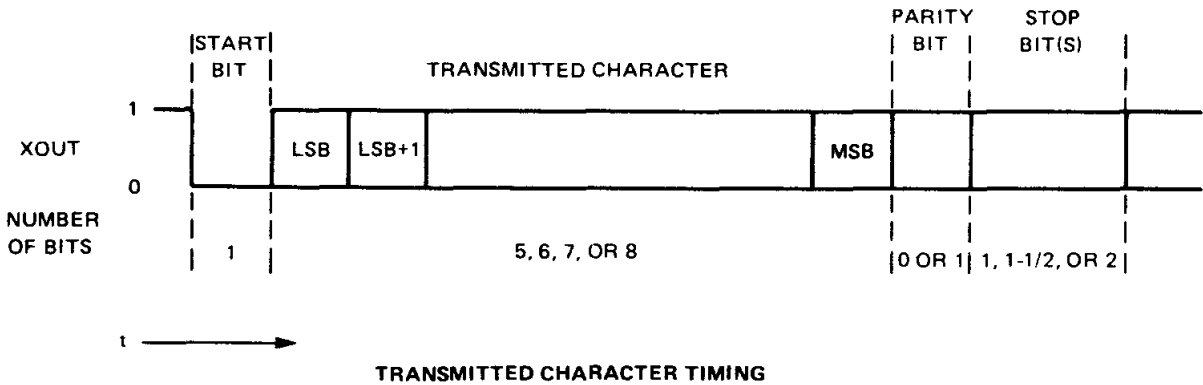 PARITY BIT
STOP BIT(S)
START BIT
TRANSMITTED CHARACTER
1
XOUT
0
LSB
LSB+1
MSB
NUMBER OF BITS
1
5, 6, 7, OR 8
0 OR 1
1, 1-1/2, OR 2
t
TRANSMITTED CHARACTER TIMING